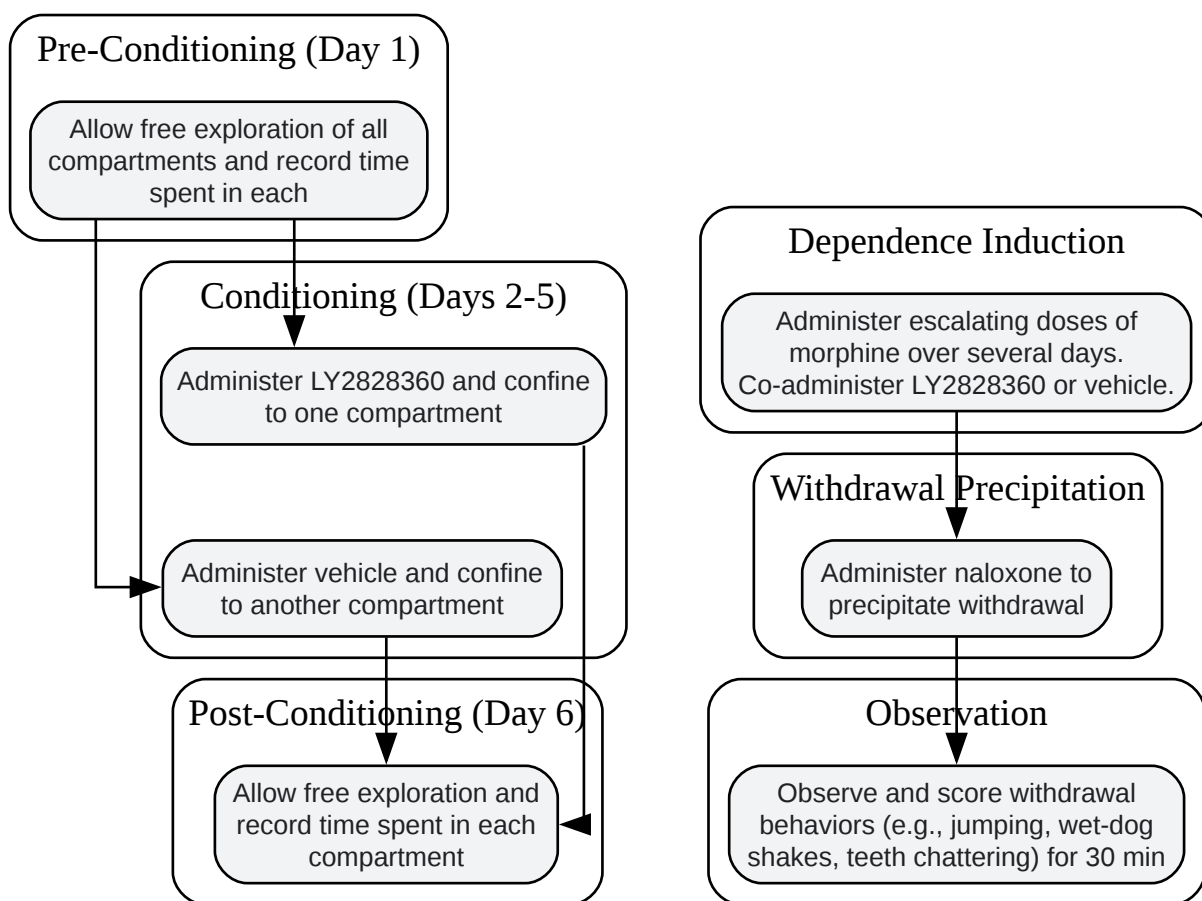 Pre-Conditioning (Day 1)
Allow free exploration of all
compartments and record time
spent in each
Conditioning (Days 2-5)
Administer LY2828360 and confine
to one compartment
Administer vehicle and confine
to another compartment
Post-Conditioning (Day 6)
Allow free exploration and
record time spent in each
compartment
Dependence Induction
Administer escalating doses of
morphine over several days.
Co-administer LY2828360 or vehicle.
Withdrawal Precipitation
Administer naloxone to
precipitate withdrawal
Observation
Observe and score withdrawal
behaviors (e.g., jumping, wet-dog
shakes, teeth chattering) for 30 min